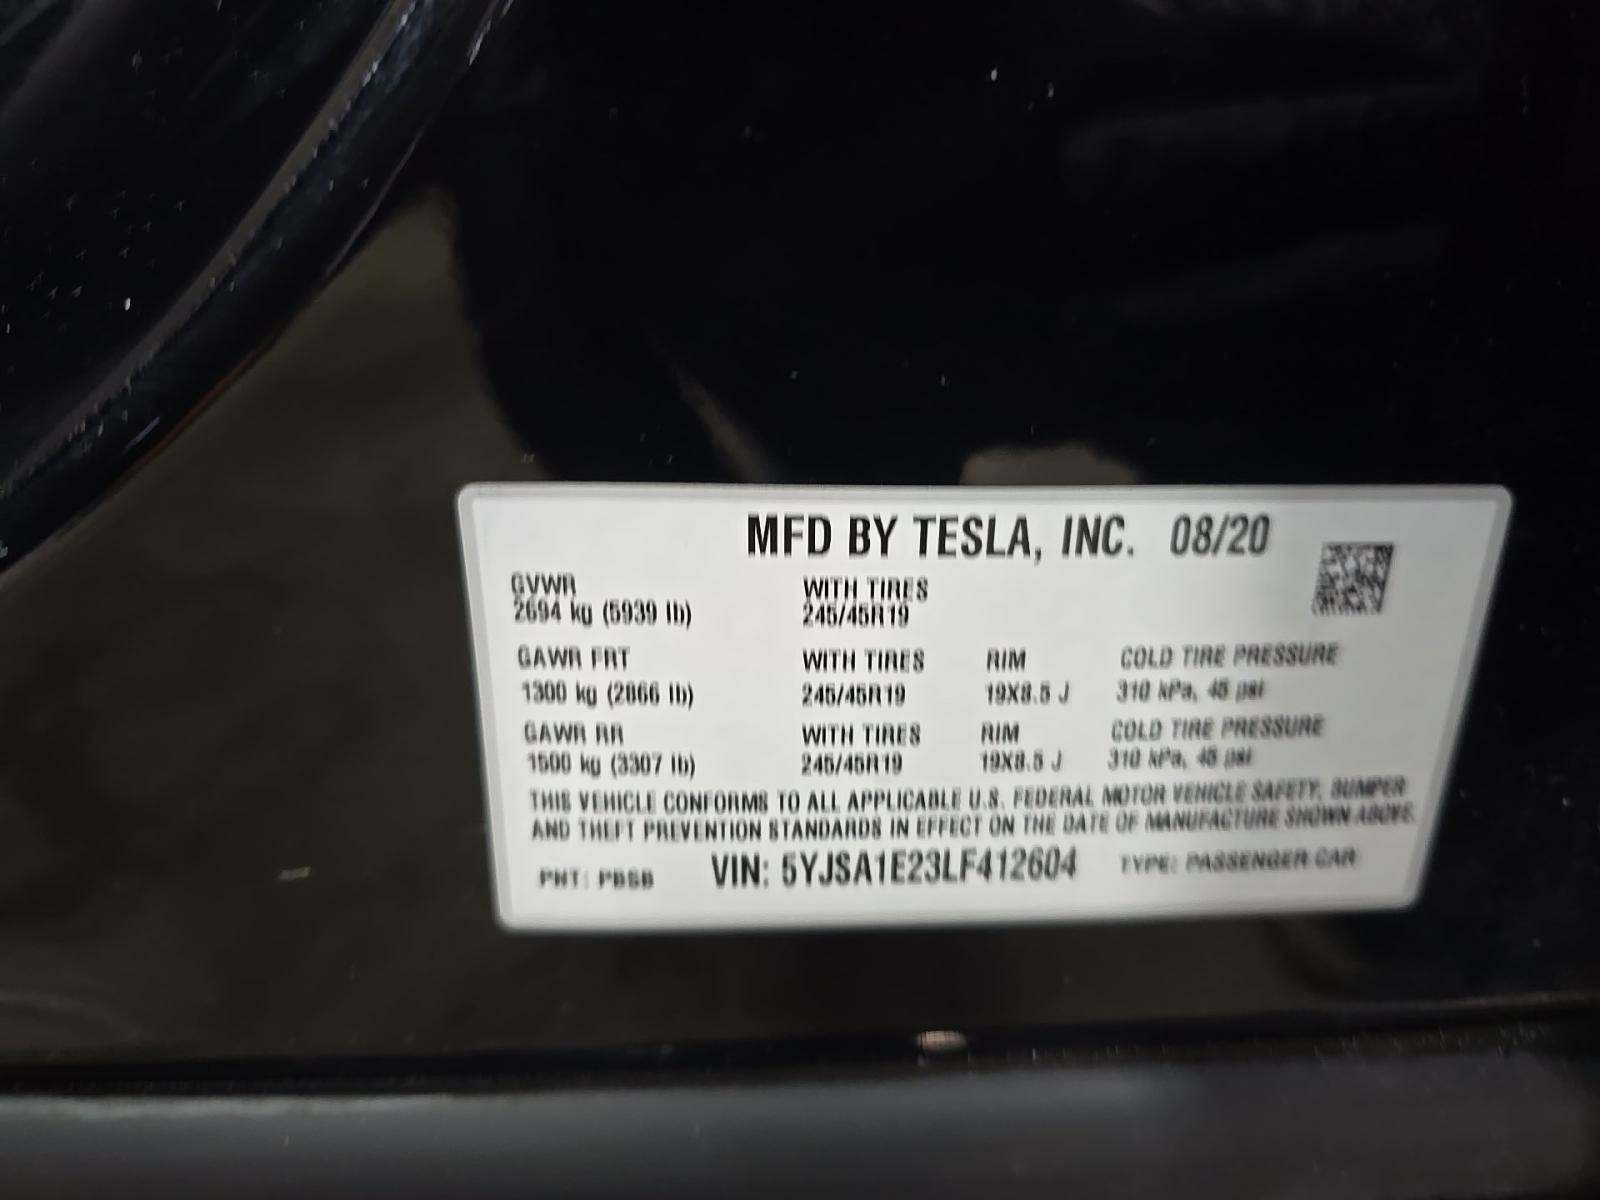 MFD BY TESLA, INC. 08/20
GVWR WITH TIRES
2694 kg (5939 lb) 245/45R19
GAWR FRT WITH TIRES RIM COLD TIRE PRESSURE
1300 kg (2866 lb) 245/45R19 19X8.5 J 310 kPa, 45 psi
GAWR RR WITH TIRES RIM COLD TIRE PRESSURE
1500 kg (3307 lb) 245/45R19 19X8.5 J 310 kPa, 45 psi
THIS VEHICLE CONFORMS TO ALL APPLICABLE U.S. FEDERAL MOTOR VEHICLE SAFETY, BUMPER
AND THEFT PREVENTION STANDARDS IN EFFECT ON THE DATE OF MANUFACTURE SHOWN ABOVE.
PNT: PBSB VIN: 5YJSA1E23LF412604 TYPE: PASSENGER CAR